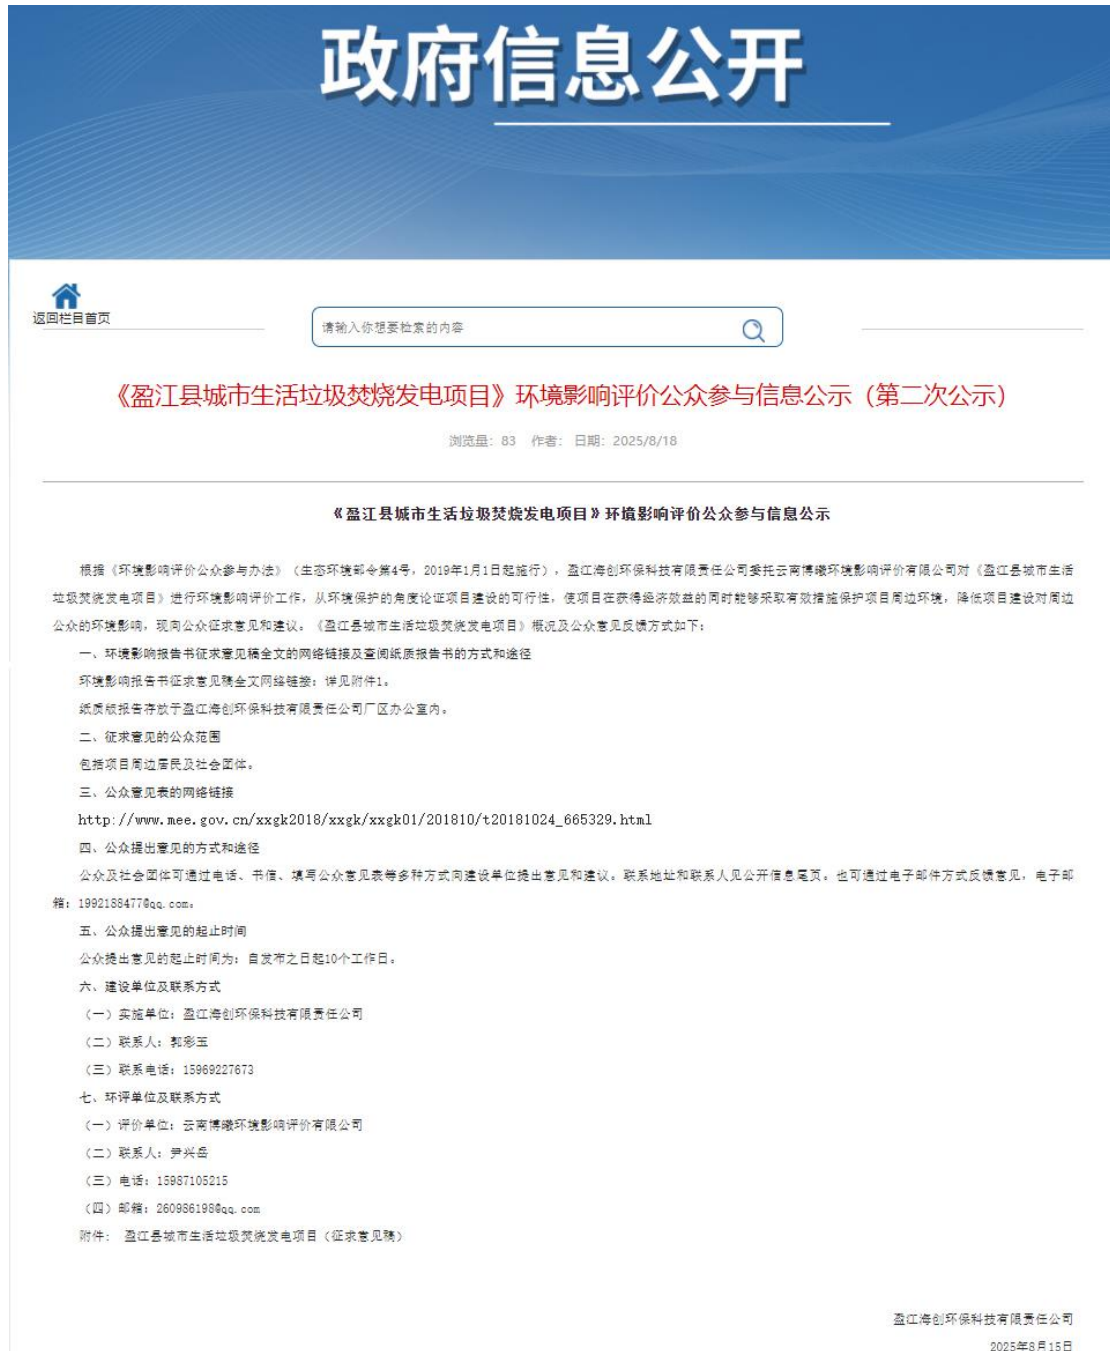 政府信息公开
返回栏目首页
请输入你想要检索的内容
《盈江县城市生活垃圾焚烧发电项目》环境影响评价公众参与信息公示（第二次公示）
浏览量：83 作者： 日期：2025/8/18
《盈江县城市生活垃圾焚烧发电项目》环境影响评价公众参与信息公示
根据《环境影响评价公众参与办法》（生态环境部令第4号，2019年1月1日起施行），盈江海创环保科技有限责任公司委托云南博曦环境影响评价有限公司对《盈江县城市生活
垃圾焚烧发电项目》进行环境影响评价工作，从环境保护的角度论证项目建设的可行性，使项目在获得经济效益的同时能够采取有效措施保护项目周边环境，降低项目建设对周边
公众的环境影响，现向公众征求意见和建议。《盈江县城市生活垃圾焚烧发电项目》概况及公众意见反馈方式如下：
一、环境影响报告书征求意见稿全文的网络链接及查阅纸质报告书的方式和途径
环境影响报告书征求意见稿全文网络链接：详见附件1。
纸质版报告存放于盈江海创环保科技有限责任公司厂区办公室内。
二、征求意见的公众范围
包括项目周边居民及社会团体。
三、公众意见表的网络链接
http://www.mee.gov.cn/xxgk2018/xxgk/xxgk01/201810/t20181024_665329.html
四、公众提出意见的方式和途径
公众及社会团体可通过电话、书信、填写公众意见表等多种方式向建设单位提出意见和建议。联系地址和联系人见公开信息尾页。也可通过电子邮件方式反馈意见，电子邮
箱：1992188477@qq.com。
五、公众提出意见的起止时间
公众提出意见的起止时间为：自发布之日起10个工作日。
六、建设单位及联系方式
（一）实施单位：盈江海创环保科技有限责任公司
（二）联系人：郭彩玉
（三）联系电话：15969227673
七、环评单位及联系方式
（一）评价单位：云南博曦环境影响评价有限公司
（二）联系人：尹兴岳
（三）电话：15987105215
（四）邮箱：260986198@qq.com
附件： 盈江县城市生活垃圾焚烧发电项目（征求意见稿）
盈江海创环保科技有限责任公司
2025年8月15日